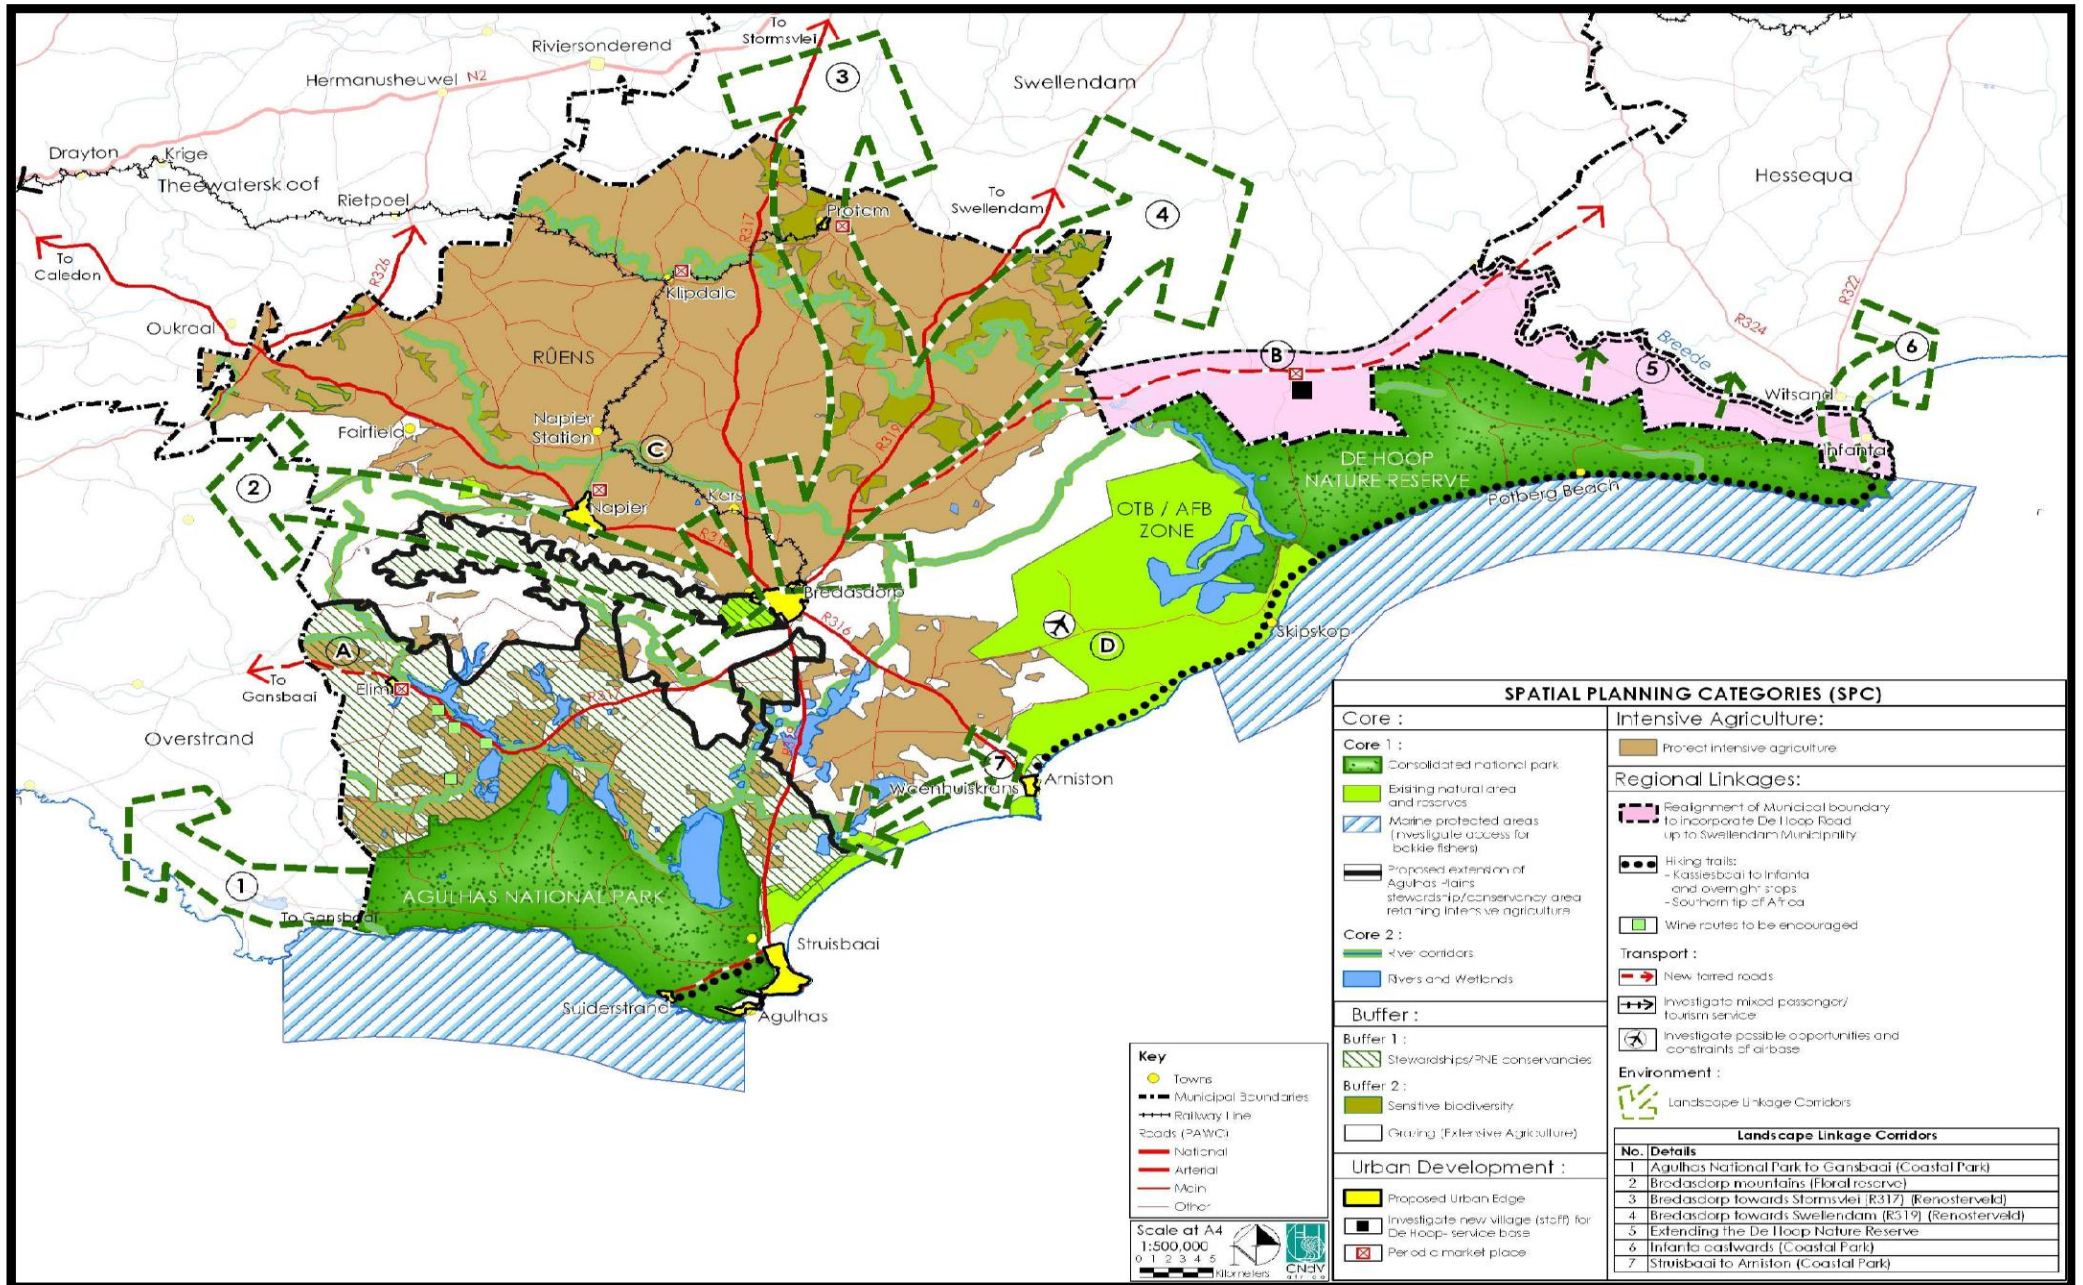 To
Stormsvlei
Riviersonderend
Hermanusheuwel
N2
3
Swellendam
4
Drayton
Krige
Theewaterskloof
Rietpoel
R317
Protem
To
Swellendam
Hessequa
To
Caledon
R326
Klipdale
Oukraal
RÛENS
B
R324
R322
Breede
5
6
Witsand
Infanta
Fairfield
Napier
Station
C
R319
2
Napier
Kars
R316
DE HOOP
NATURE RESERVE
Potberg Beach
OTB / AFB
ZONE
Bredasdorp
R316
Skipskop
D
A
Elim
To
Gansbaai
R317
Overstrand
7
Arniston
Waenhuiskrans
1
To Gansbaai
AGULHAS NATIONAL PARK
Struisbaai
Suiderstrand
Agulhas
Key
Towns
Municipal Boundaries
Railway Line
Roads (PAWC)
National
Arterial
Main
Other
Scale at A4
1:500,000
0 1 2 3 4 5
Kilometers
N
CNdV
africa
SPATIAL PLANNING CATEGORIES (SPC)
Core :
Core 1 :
Consolidated national park
Existing natural area
and reserves
Marine protected areas
(investigate access for
bakkie fishers)
Proposed extension of
Agulhas Plains
stewardship/conservancy area
retaining intensive agriculture
Core 2 :
River corridors
Rivers and Wetlands
Buffer :
Buffer 1 :
Stewardships/PNE conservancies
Buffer 2 :
Sensitive biodiversity
Grazing (Extensive Agriculture)
Urban Development :
Proposed Urban Edge
Investigate new village (staff) for
De Hoop- service base
Periodic market place
Intensive Agriculture:
Protect intensive agriculture
Regional Linkages:
Realignment of Municipal boundary
to incorporate De Hoop Road
up to Swellendam Municipality
Hiking trails:
- Kassiesbaai to Infanta
and overnight stops
- Southern tip of Africa
Wine routes to be encouraged
Transport :
New tarred roads
Investigate mixed passenger/
tourism service
Investigate possible opportunities and
constraints of airbase
Environment :
Landscape Linkage Corridors
Landscape Linkage Corridors
No. Details
1 Agulhas National Park to Gansbaai (Coastal Park)
2 Bredasdorp mountains (Floral reserve)
3 Bredasdorp towards Stormsvlei (R317) (Renosterveld)
4 Bredasdorp towards Swellendam (R319) (Renosterveld)
5 Extending the De Hoop Nature Reserve
6 Infanta eastwards (Coastal Park)
7 Struisbaai to Arniston (Coastal Park)